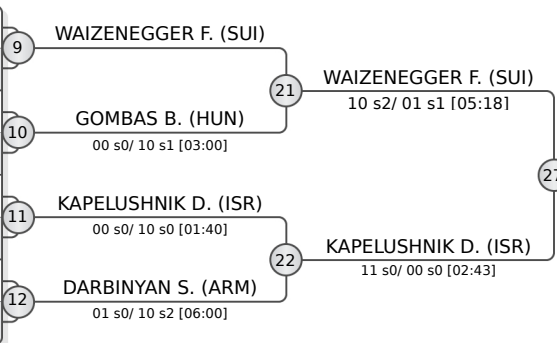 WAIZENEGGER F. (SUI)
9
21
WAIZENEGGER F. (SUI)
10 s2/ 01 s1 [05:18]
GOMBAS B. (HUN)
10
00 s0/ 10 s1 [03:00]
27
KAPELUSHNIK D. (ISR)
11
00 s0/ 10 s0 [01:40]
22
KAPELUSHNIK D. (ISR)
11 s0/ 00 s0 [02:43]
DARBINYAN S. (ARM)
12
01 s0/ 10 s2 [06:00]